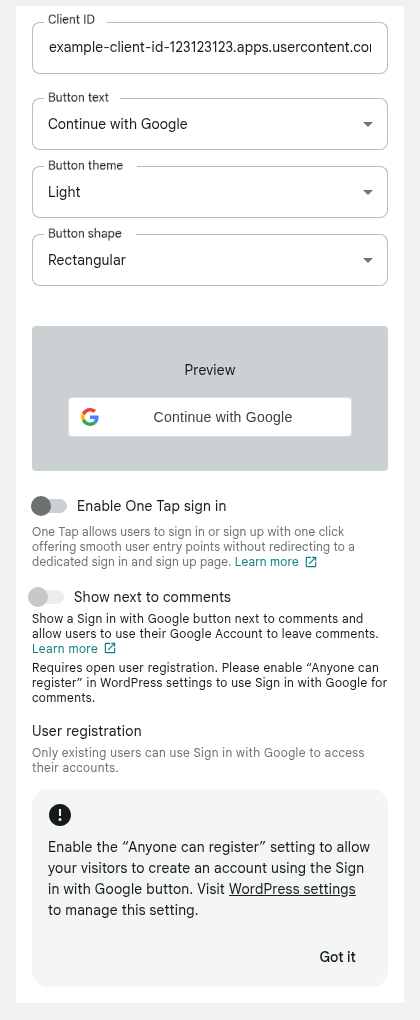 Client ID
example-client-id-123123123.apps.usercontent.co
Button text
Continue with Google
Button theme
Light
Button shape
Rectangular
Preview
Continue with Google
Enable One Tap sign in
One Tap allows users to sign in or sign up with one click
offering smooth user entry points without redirecting to a
dedicated sign in and sign up page. Learn more
Show next to comments
Show a Sign in with Google button next to comments and
allow users to use their Google Account to leave comments.
Learn more
Requires open user registration. Please enable “Anyone can
register” in WordPress settings to use Sign in with Google for
comments.
User registration
Only existing users can use Sign in with Google to access
their accounts.
Enable the “Anyone can register” setting to allow
your visitors to create an account using the Sign
in with Google button. Visit WordPress settings
to manage this setting.
Got it